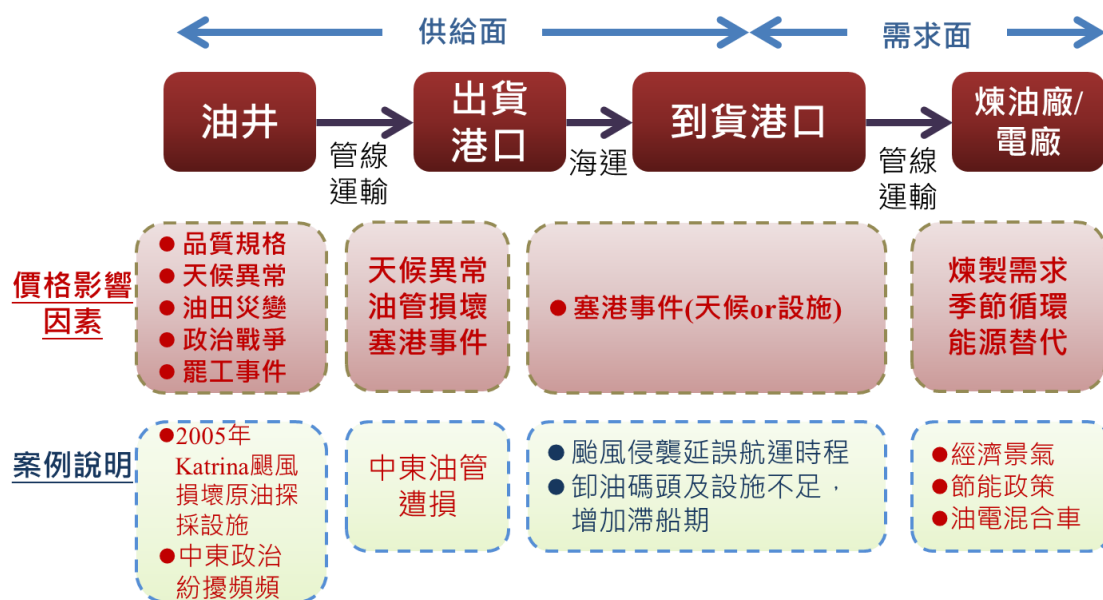 供給面
需求面
油井
管線
運輸
出貨
港口
海運
到貨港口
管線
運輸
煉油廠/
電廠
價格影響
因素
● 品質規格
● 天候異常
● 油田災變
● 政治戰爭
● 罷工事件
天候異常
油管損壞
塞港事件
● 塞港事件(天候or設施)
煉製需求
季節循環
能源替代
案例說明
● 2005年
Katrina颶風
損壞原油探
採設施
● 中東政治
紛擾頻頻
中東油管
遭損
● 颱風侵襲延誤航運時程
● 卸油碼頭及設施不足，
增加滯船期
● 經濟景氣
● 節能政策
● 油電混合車